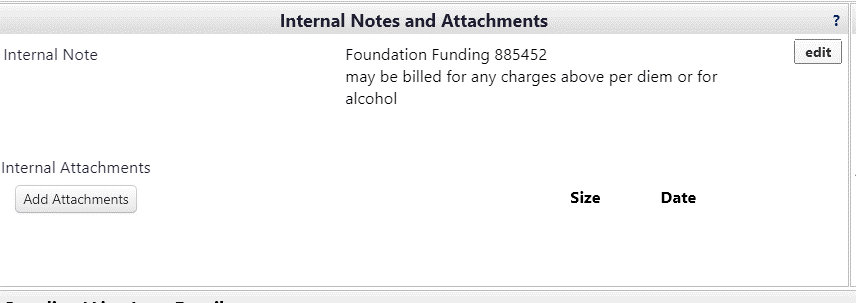 Internal Notes and Attachments
?
Internal Note
Foundation Funding 885452
may be billed for any charges above per diem or for
alcohol
edit
Internal Attachments
Add Attachments
Size
Date